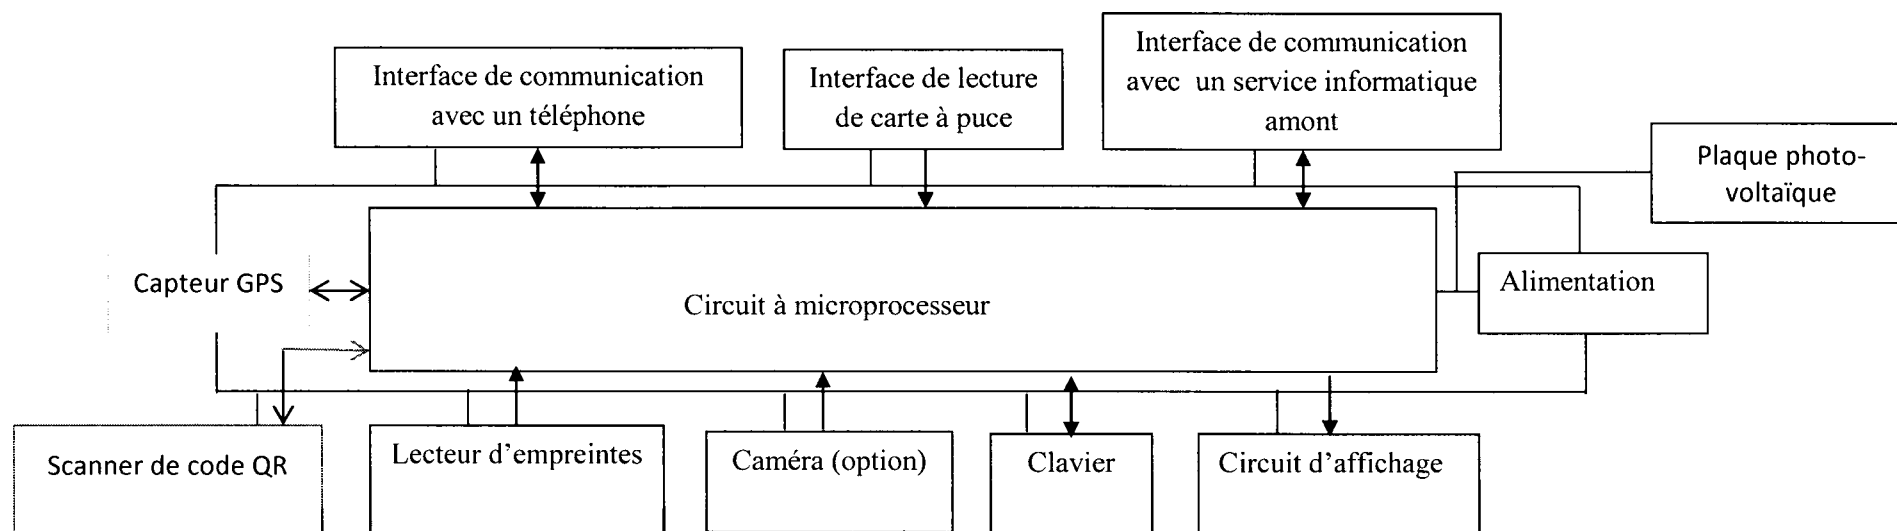 Interface de communication
avec un téléphone
Interface de lecture
de carte à puce
Interface de communication
avec un service informatique
amont
Plaque photo-
voltaïque
Capteur GPS
Circuit à microprocesseur
Alimentation
Scanner de code QR
Lecteur d'empreintes
Caméra (option)
Clavier
Circuit d'affichage